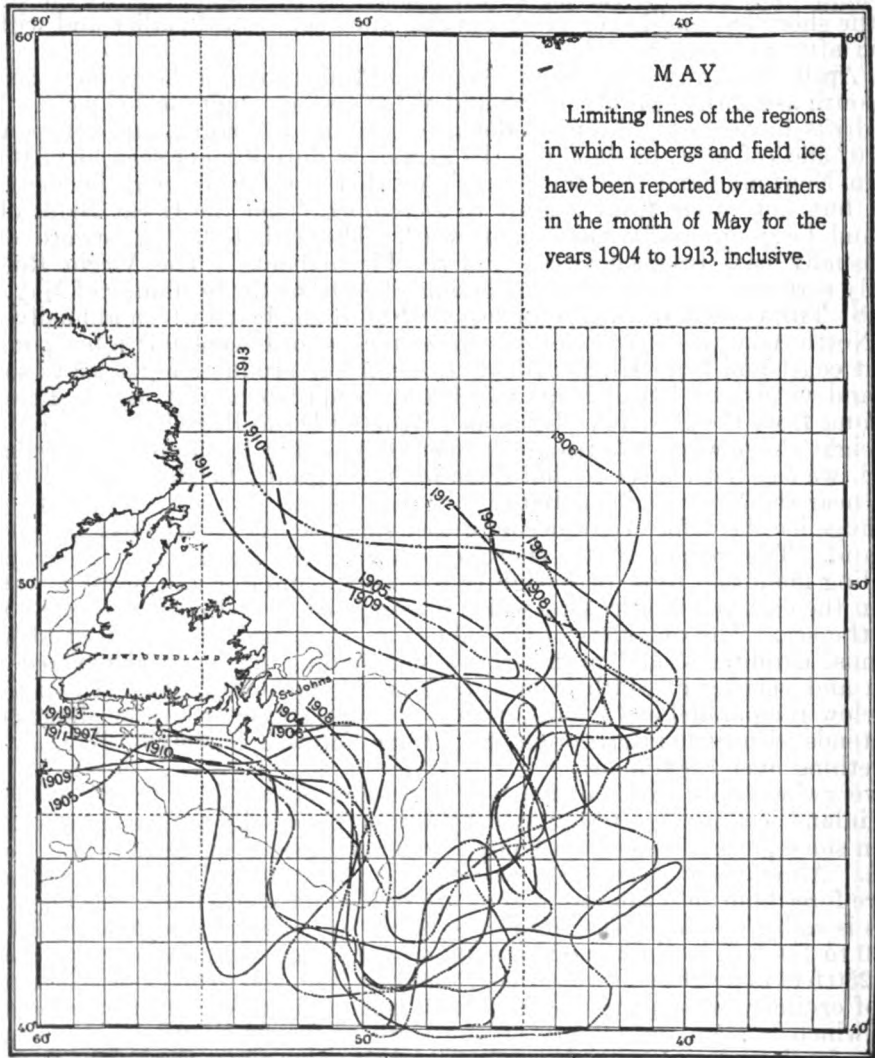 60° 50° 40°
60° 60°
MAY
Limiting lines of the regions
in which icebergs and field ice
have been reported by mariners
in the month of May for the
years 1904 to 1913, inclusive.
1913
1910
1911
1906
1912
1904
1907
1908
50° 50°
1905
1909
St. Johns
1904
1906
1908
1913
1911 1907
1910
1909
1905
40° 40°
60° 50° 40°